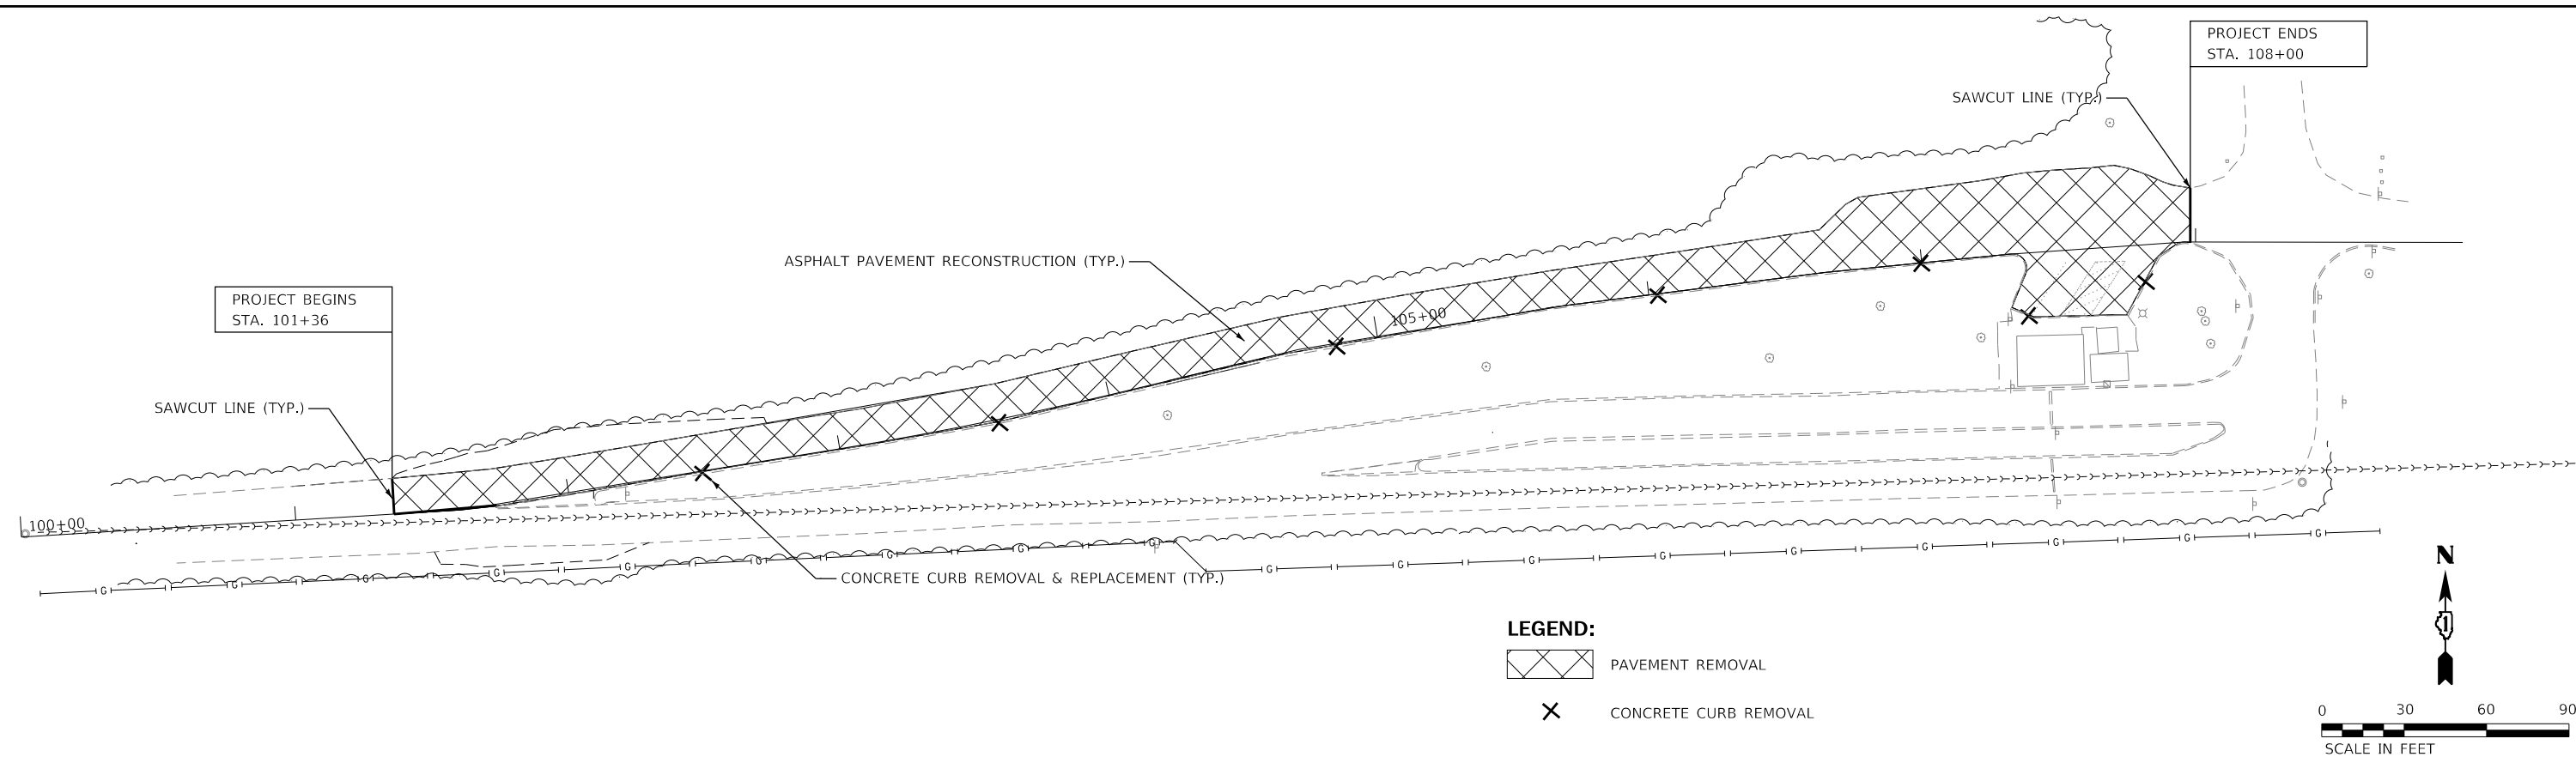 PROJECT ENDS
STA. 108+00
SAWCUT LINE (TYP.)
ASPHALT PAVEMENT RECONSTRUCTION (TYP.)
PROJECT BEGINS
STA. 101+36
105+00
SAWCUT LINE (TYP.)
100+00
G G G G G G G G G G G G G G G G G G
CONCRETE CURB REMOVAL & REPLACEMENT (TYP.)
N
1
LEGEND:
PAVEMENT REMOVAL
CONCRETE CURB REMOVAL
0 30 60 90
SCALE IN FEET